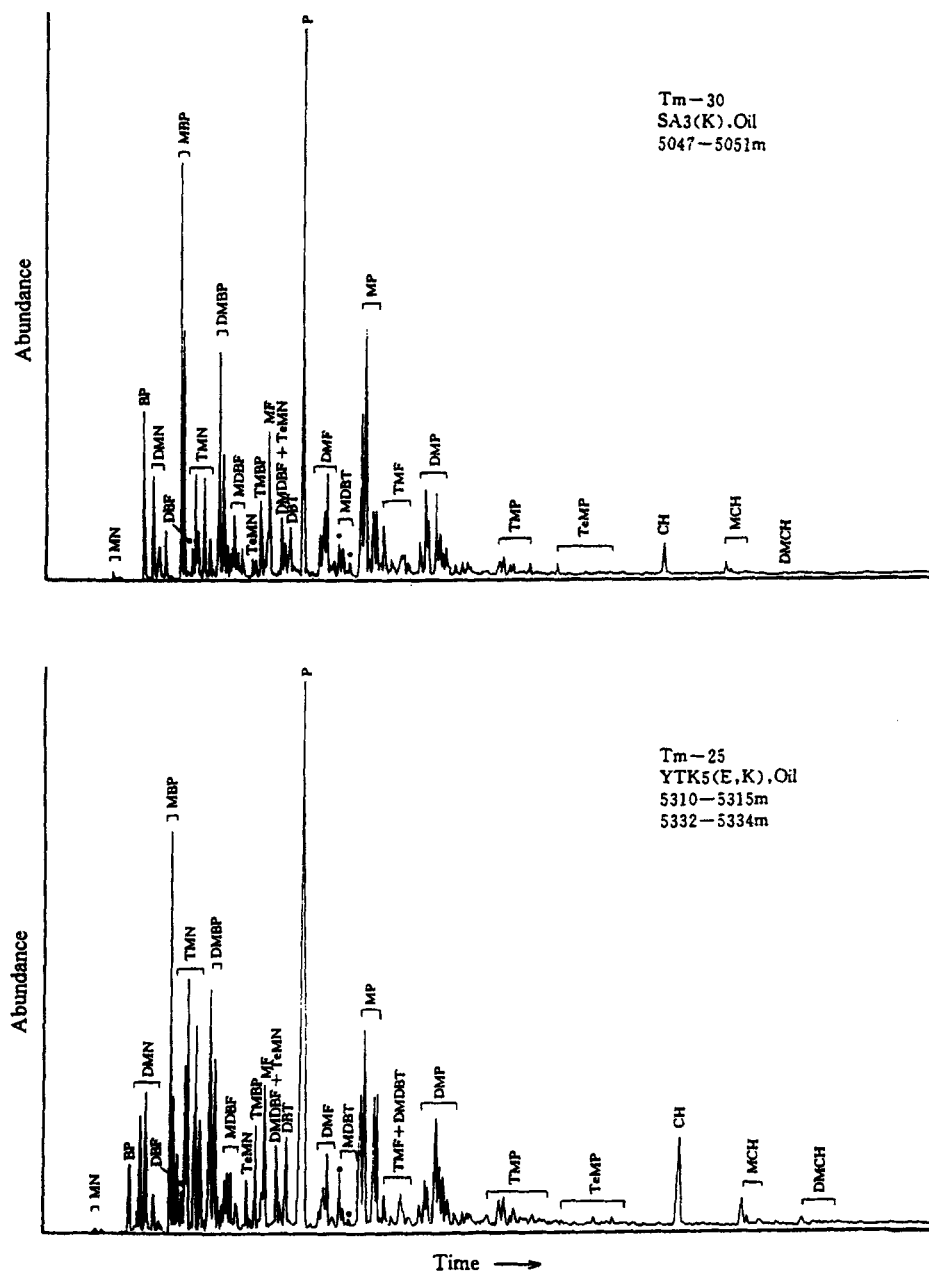 P
Tm-30
SA3(K).Oil
5047-5051m
MBP
DMBP
MP
BP
DMN
DBF
TMN
MDBF
TeMN
TMBP
MF
DMDBF + TeMN
DBT
DMF
MDBT
TMF
DMP
TMP
TeMP
CH
MCH
DMCH
MN
Abundance
P
Tm-25
YTK5(E,K),Oil
5310-5315m
5332-5334m
MBP
TMN
DMBP
DMN
BP
DBF
MN
MDBF
TeMN
TMBP
MF
DMDBF + TeMN
DBT
DMF
MDBT
MP
TMF + DMDBT
DMP
TMP
TeMP
CH
MCH
DMCH
Abundance
Time